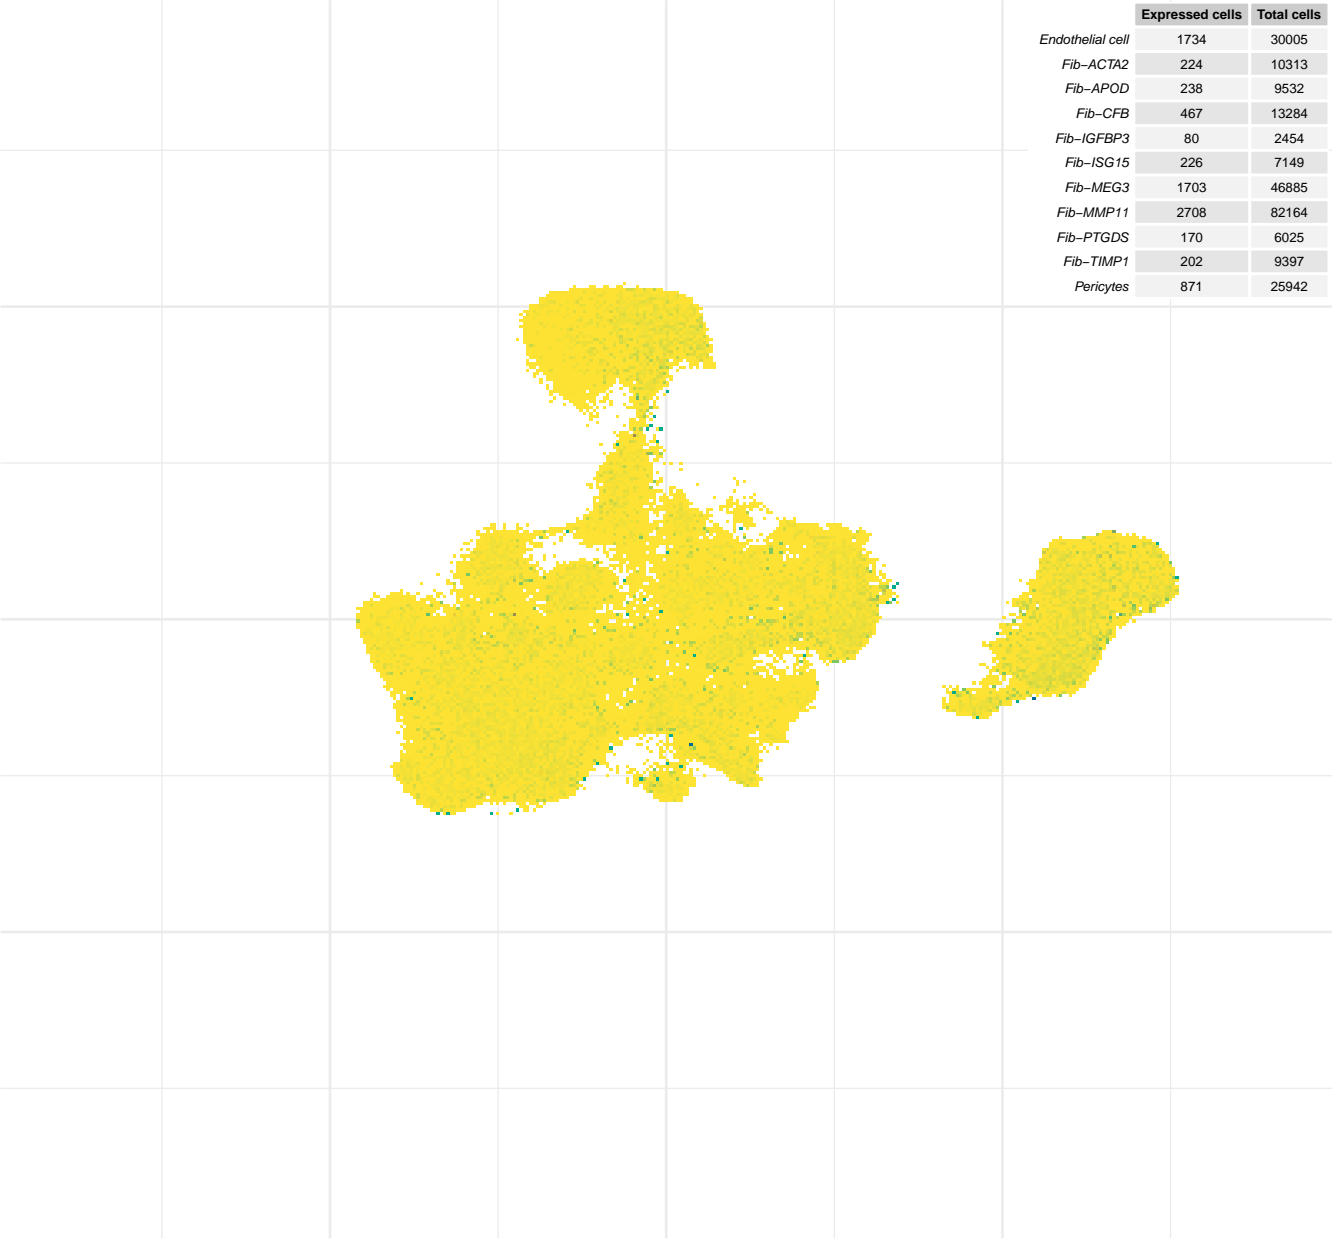 Expressed cells Total cells
Endothelial cell 1734 30005
Fib−ACTA2 224 10313
Fib−APOD 238 9532
Fib−CFB 467 13284
Fib−IGFBP3 80 2454
Fib−ISG15 226 7149
Fib−MEG3 1703 46885
Fib−MMP11 2708 82164
Fib−PTGDS 170 6025
Fib−TIMP1 202 9397
Pericytes 871 25942